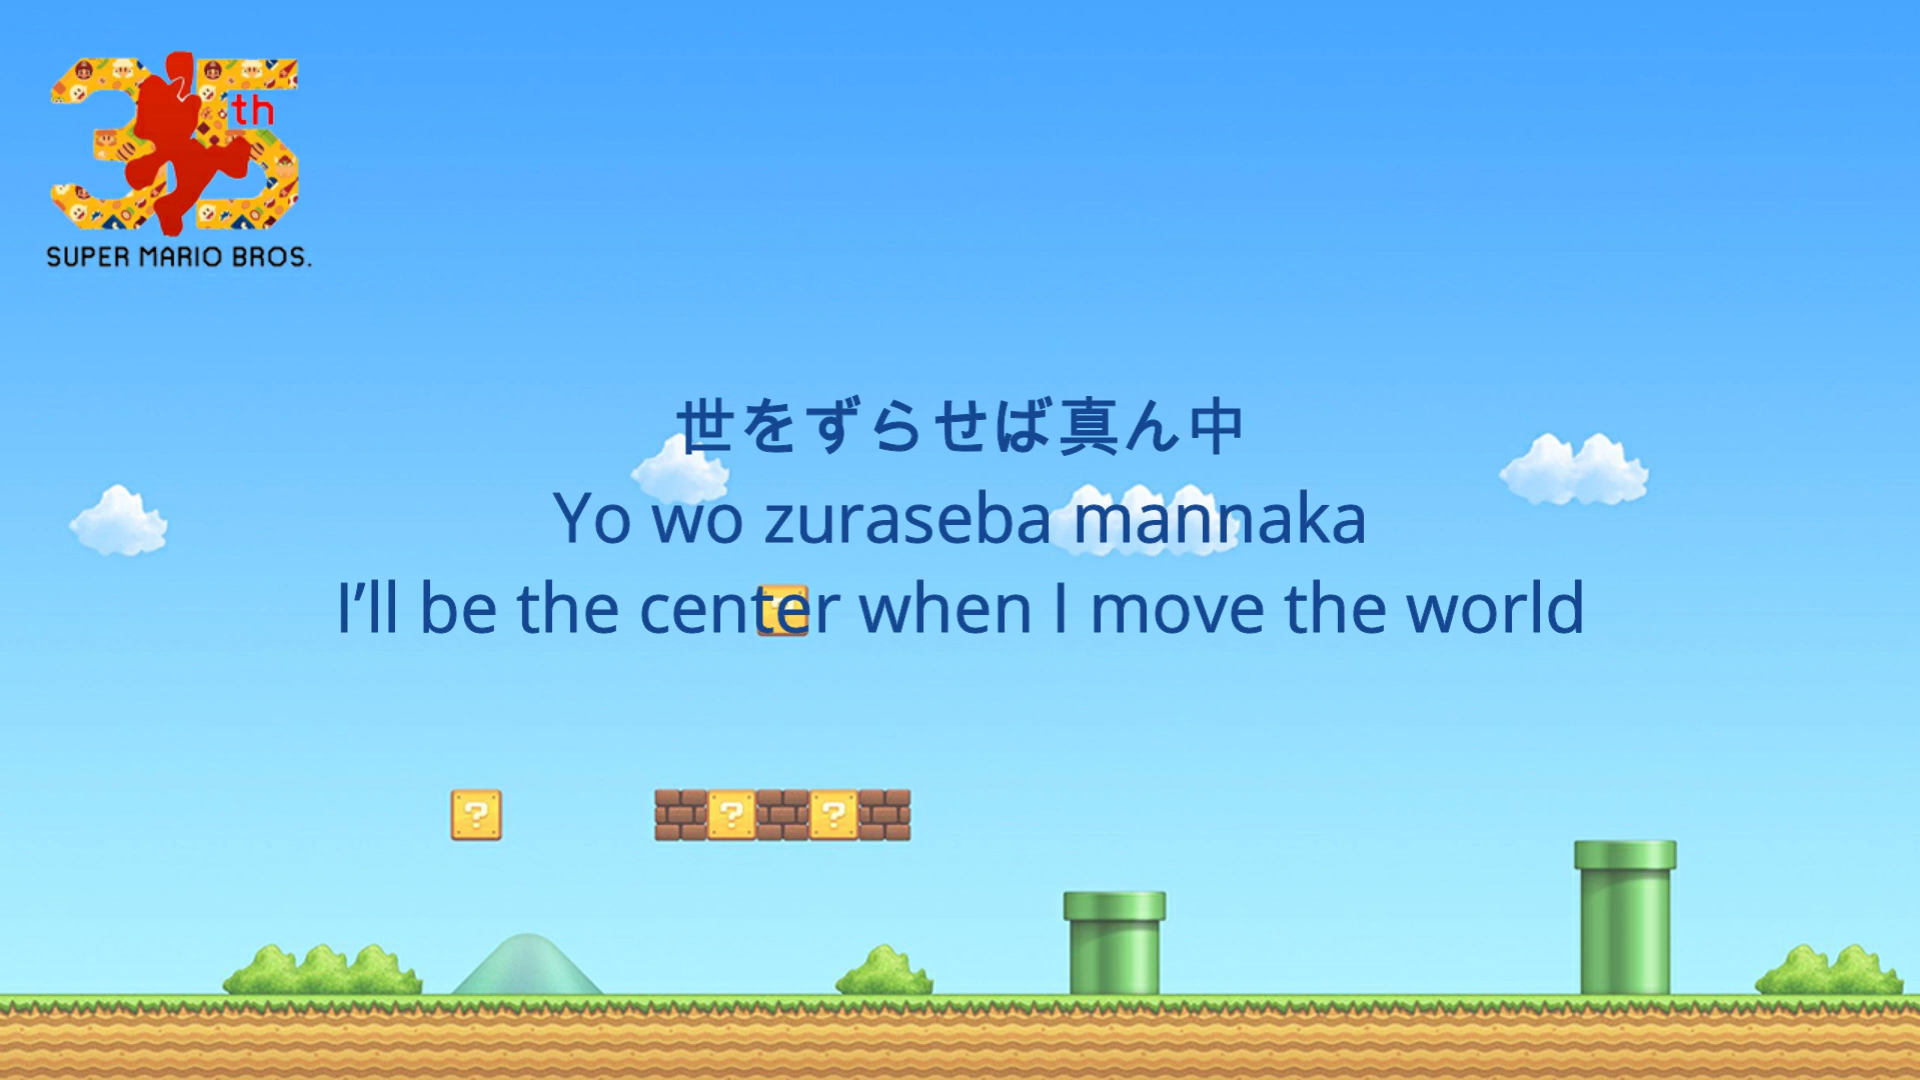 35th
SUPER MARIO BROS.
世をずらせば真ん中
Yo wo zuraseba mannaka
I’ll be the center when I move the world
?
? ?